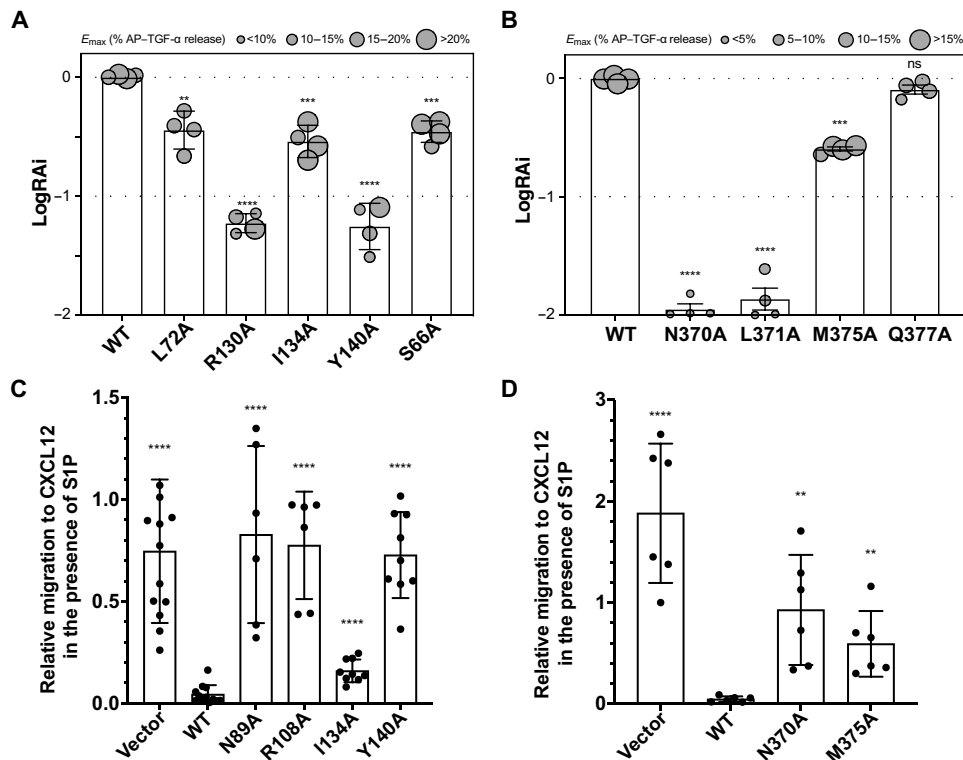 A
Emax (% AP–TGF-α release) <10% 10–15% 15–20% >20%
LogRAi
0
−1
−2
**
****
***
****
***
WT
L72A
R130A
I134A
Y140A
S66A
B
Emax (% AP–TGF-α release) <5% 5–10% 10–15% >15%
LogRAi
0
−1
−2
****
****
***
ns
WT
N370A
L371A
M375A
Q377A
C
Relative migration to CXCL12
in the presence of S1P
1.5
1.0
0.5
0.0
****
****
****
****
****
Vector
WT
N89A
R108A
I134A
Y140A
D
Relative migration to CXCL12
in the presence of S1P
3
2
1
0
****
**
**
Vector
WT
N370A
M375A